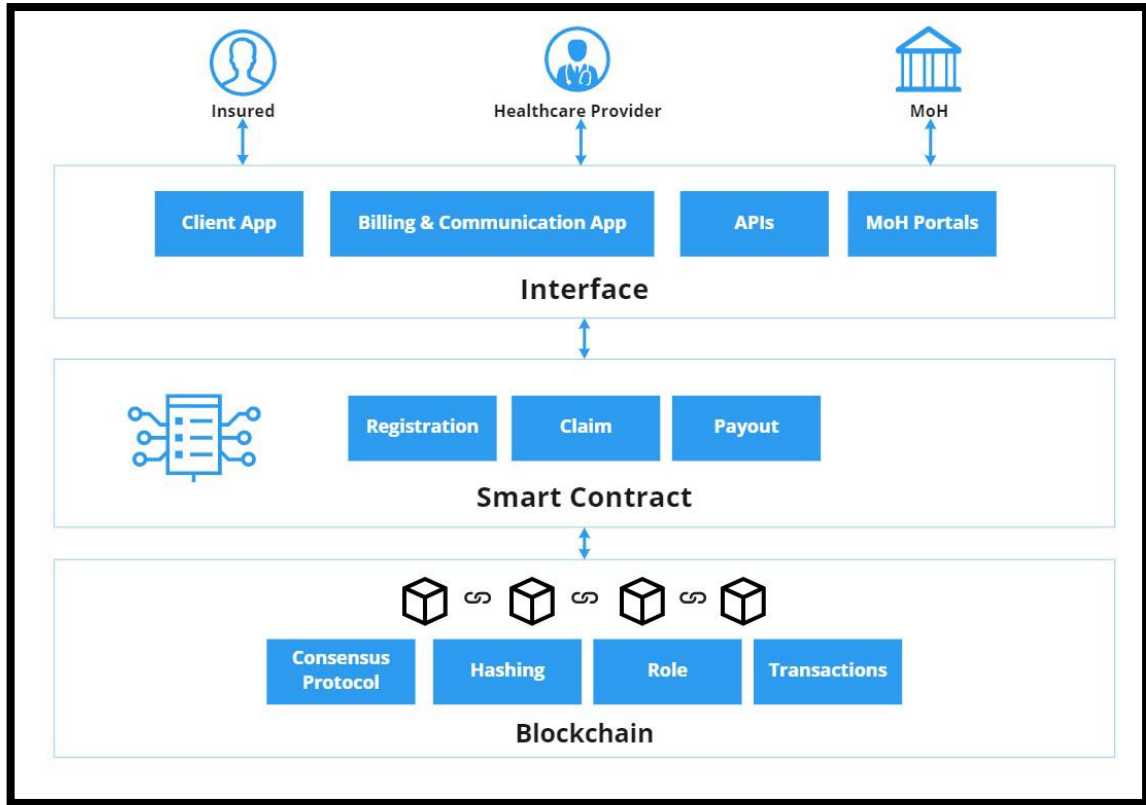 Insured
Healthcare Provider
MoH
Client App
Billing & Communication App
APIs
MoH Portals
Interface
Registration
Claim
Payout
Smart Contract
Consensus
Protocol
Hashing
Role
Transactions
Blockchain